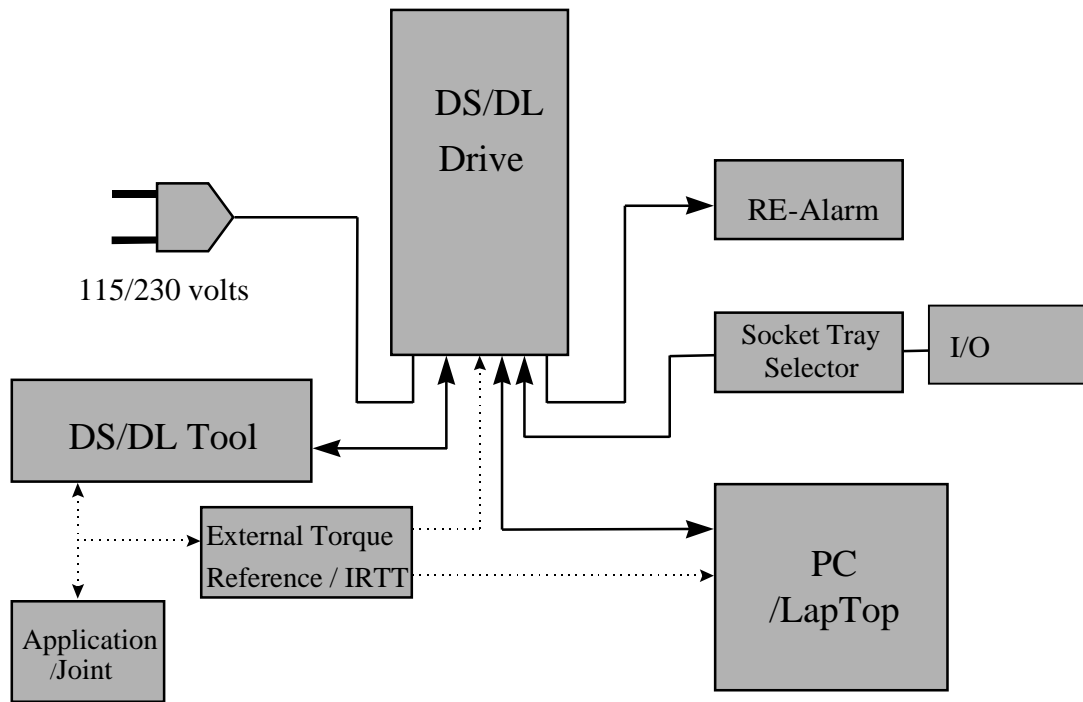 DS/DL
Drive
RE-Alarm
115/230 volts
Socket Tray
Selector
I/O
DS/DL Tool
External Torque
Reference / IRTT
PC
/LapTop
Application
/Joint